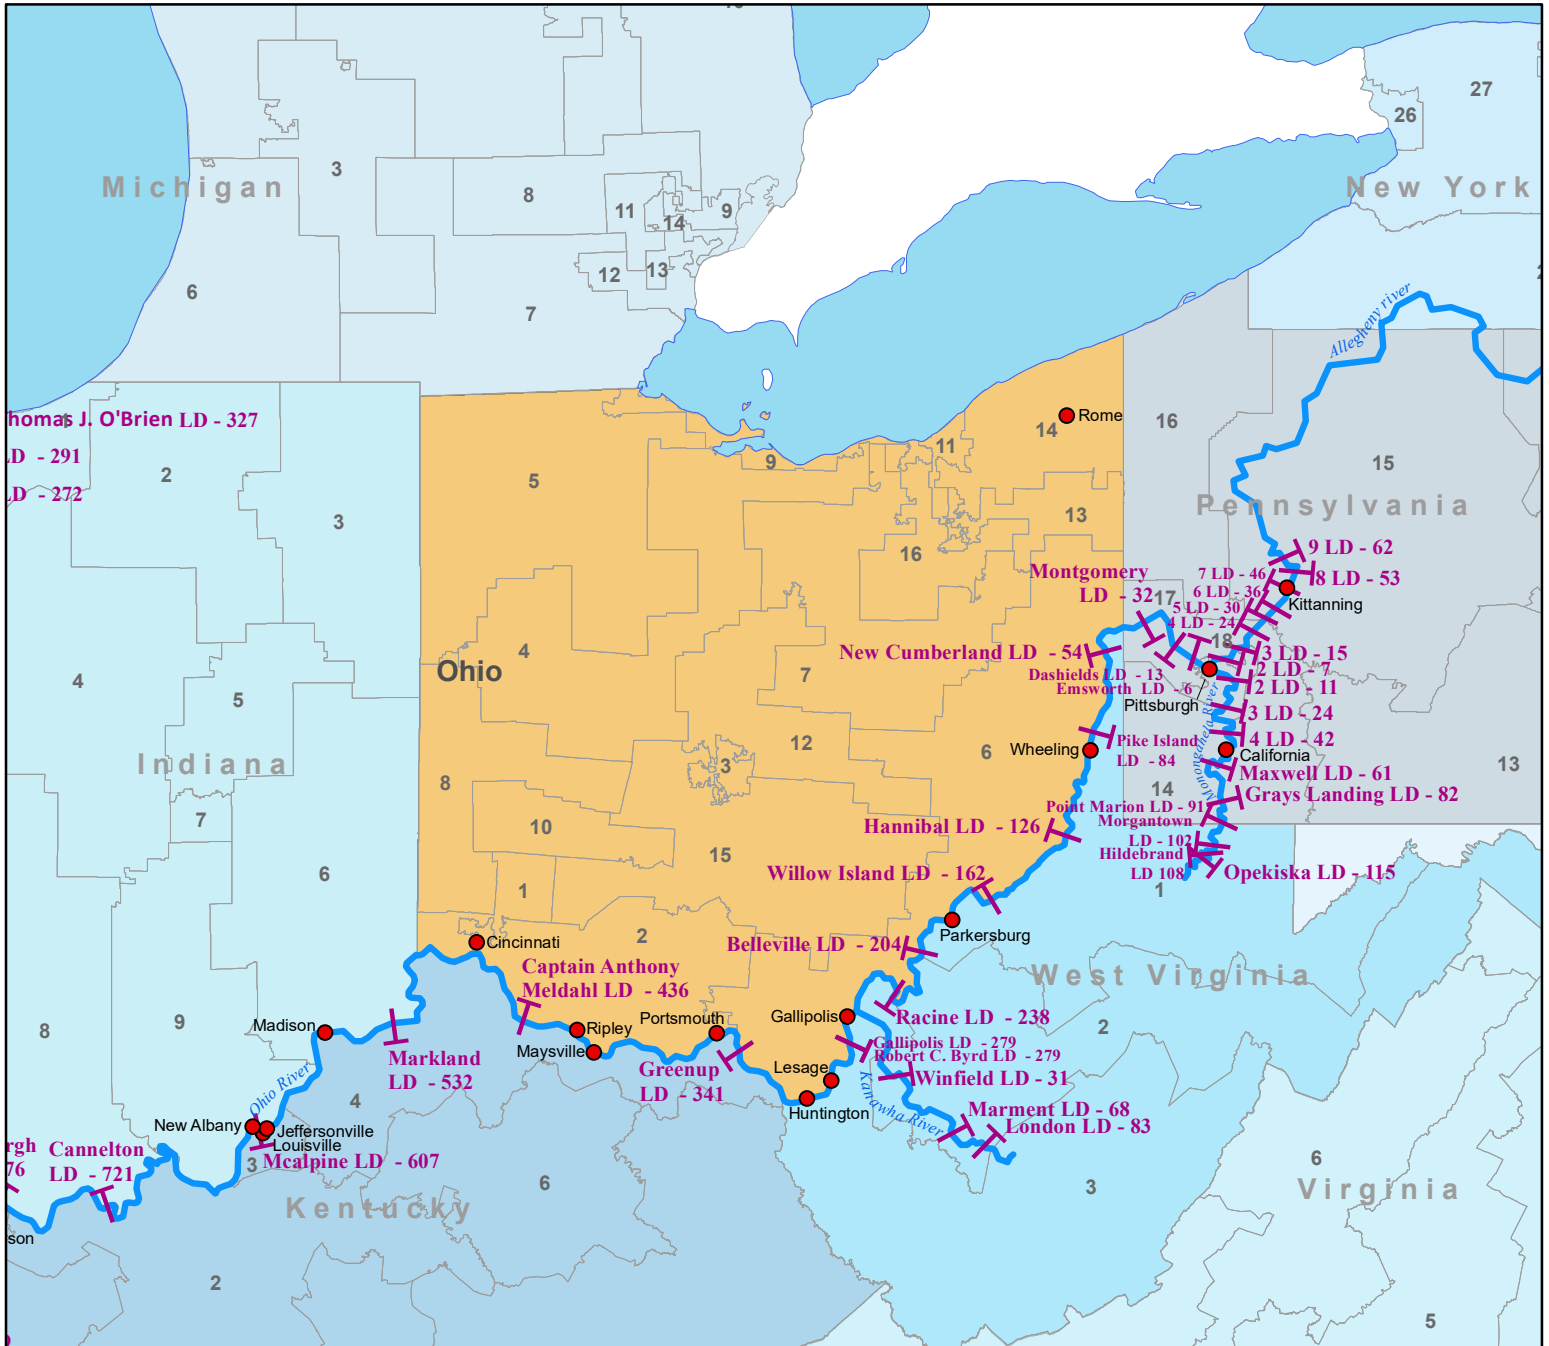 27
26
3
Michigan
New York
8
11
9
14
12
13
6
7
Allegheny river
homas J. O'Brien LD - 327
Rome
16
14
11
LD - 291
9
15
2
5
LD - 272
Pennsylvania
3
13
16
9 LD - 62
Montgomery
LD - 32
7 LD - 46
8 LD - 53
6 LD - 36
17
Kittanning
5 LD - 30
4 LD - 24
18
New Cumberland LD - 54
3 LD - 15
4
Ohio
7
Dashields LD - 13
2 LD - 7
Emsworth LD - 6
2 LD - 11
4
5
Pittsburgh
3 LD - 24
Monongahela River
12
6
Wheeling
Pike Island
LD - 84
4 LD - 42
California
Indiana
3
13
8
14
Maxwell LD - 61
Grays Landing LD - 82
7
10
Hannibal LD - 126
Point Marion LD - 91
Morgantown
LD - 102
15
Hildebrand
LD 108
6
1
Willow Island LD - 162
Opekiska LD - 115
1
2
Parkersburg
Cincinnati
Belleville LD - 204
Captain Anthony
Meldahl LD - 436
West Virginia
9
8
Madison
Ripley
Portsmouth
Gallipolis
Racine LD - 238
2
Maysville
Markland
LD - 532
Greenup
LD - 341
Gallipolis LD - 279
Robert C. Byrd LD - 279
Lesage
Winfield LD - 31
Ohio River
4
Huntington
Kanawha River
Marment LD - 68
London LD - 83
New Albany
Jeffersonville
Louisville
Mcalpine LD - 607
rgh
76
Cannelton
LD - 721
3
6
3
6
Kentucky
Virginia
son
2
5